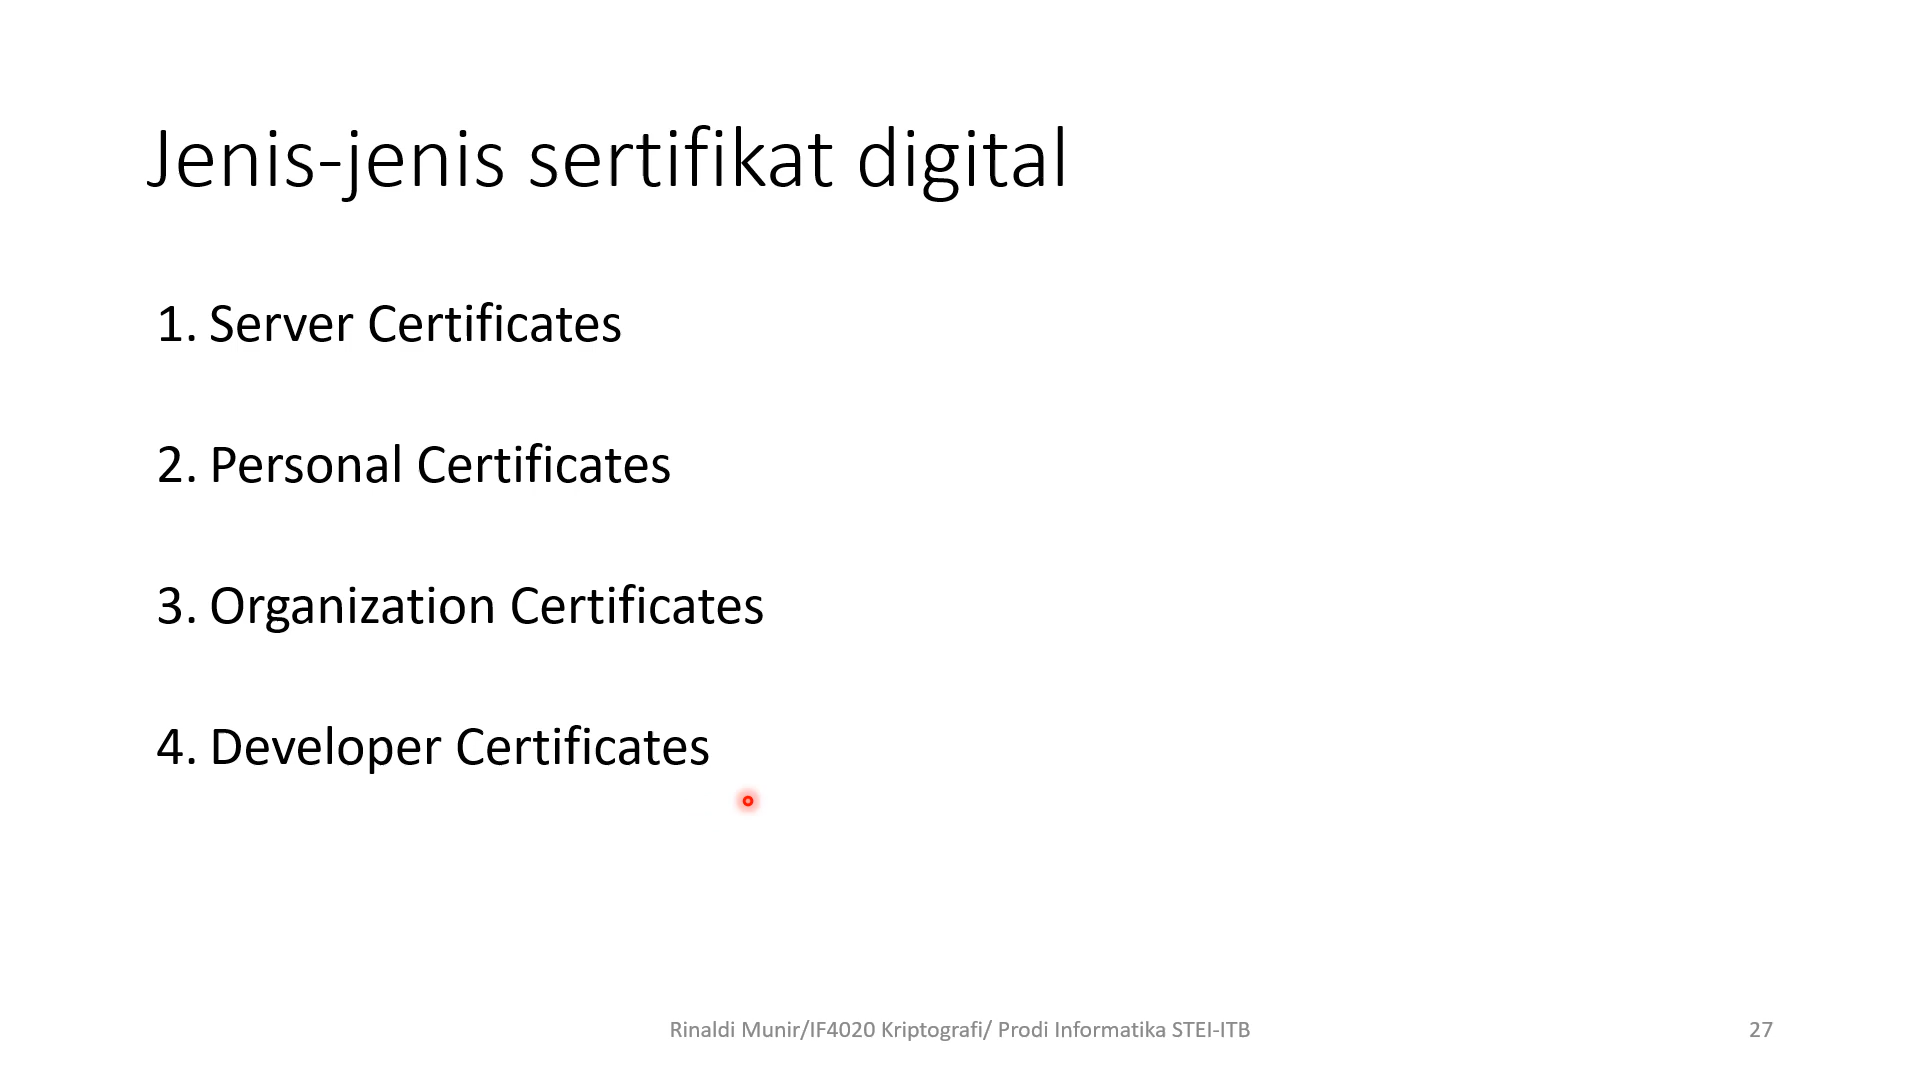 Jenis-jenis sertifikat digital
1. Server Certificates
2. Personal Certificates
3. Organization Certificates
4. Developer Certificates
Rinaldi Munir/IF4020 Kriptografi/ Prodi Informatika STEI-ITB
27